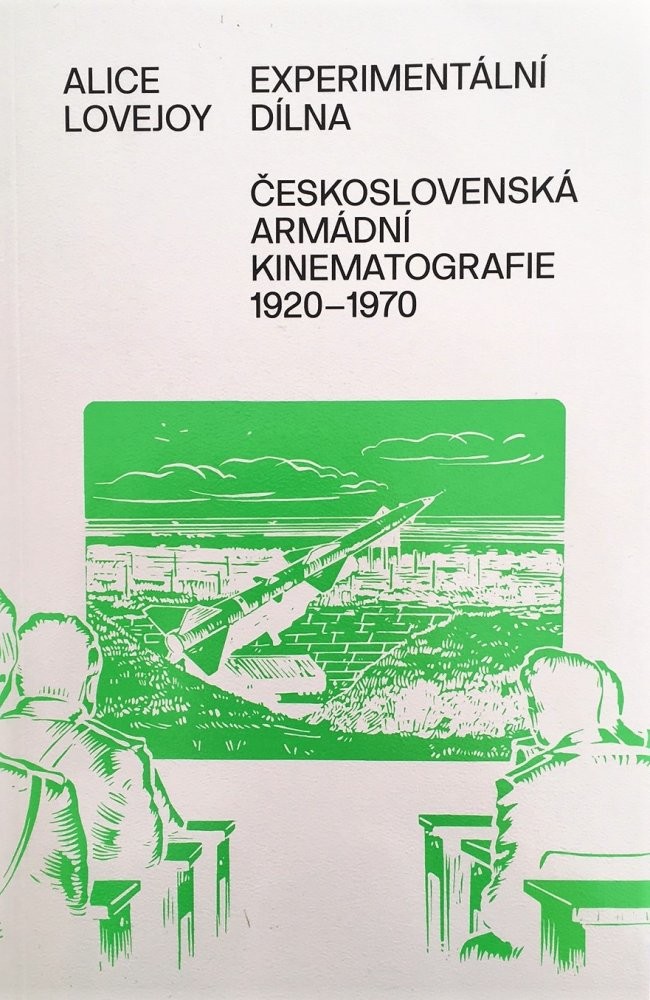 ALICE
LOVEJOY
EXPERIMENTÁLNÍ
DÍLNA
ČESKOSLOVENSKÁ
ARMÁDNÍ
KINEMATOGRAFIE
1920–1970